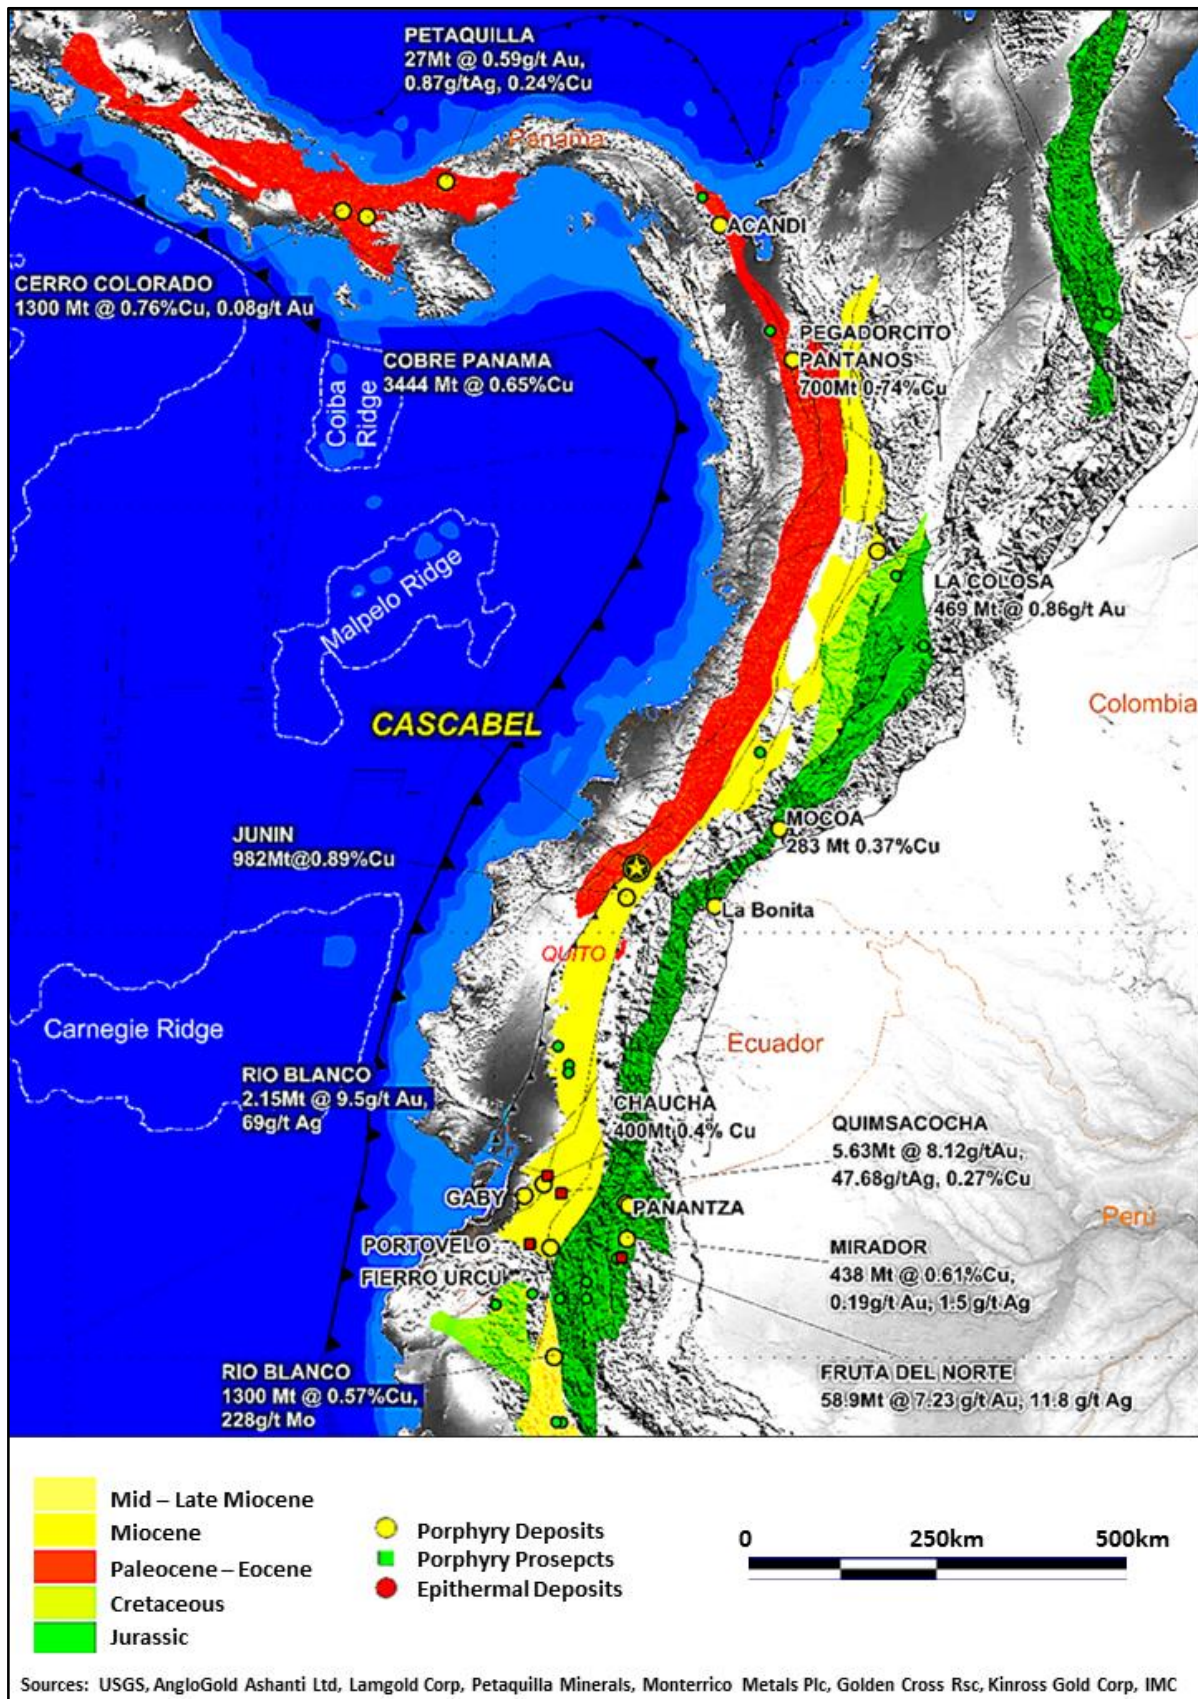 PETAQUILLA
27Mt @ 0.59g/t Au,
0.87g/tAg, 0.24%Cu
Panama
ACANDI
CERRO COLORADO
1300 Mt @ 0.76%Cu, 0.08g/t Au
COBRE PANAMA
3444 Mt @ 0.65%Cu
PEGADORCITO
PANTANOS
700Mt 0.74%Cu
Coiba
Ridge
Malpelo Ridge
LA COLOSA
469 Mt @ 0.86g/t Au
Colombia
CASCABEL
JUNIN
982Mt@0.89%Cu
MOCOA
283 Mt 0.37%Cu
La Bonita
QUITO
Carnegie Ridge
Ecuador
RIO BLANCO
2.15Mt @ 9.5g/t Au,
69g/t Ag
CHAUCHA
400Mt 0.4% Cu
QUIMSACOCHA
5.63Mt @ 8.12g/tAu,
47.68g/tAg, 0.27%Cu
GABY
PANANTZA
Perú
PORTOVELO
FIERRO URCU
MIRADOR
438 Mt @ 0.61%Cu,
0.19g/t Au, 1.5 g/t Ag
RIO BLANCO
1300 Mt @ 0.57%Cu,
228g/t Mo
FRUTA DEL NORTE
58.9Mt @ 7.23 g/t Au, 11.8 g/t Ag
Mid – Late Miocene
Miocene
Paleocene – Eocene
Cretaceous
Jurassic
Porphyry Deposits
Porphyry Prosepcts
Epithermal Deposits
0 250km 500km
Sources: USGS, AngloGold Ashanti Ltd, Lamgold Corp, Petaquilla Minerals, Monterrico Metals Plc, Golden Cross Rsc, Kinross Gold Corp, IMC